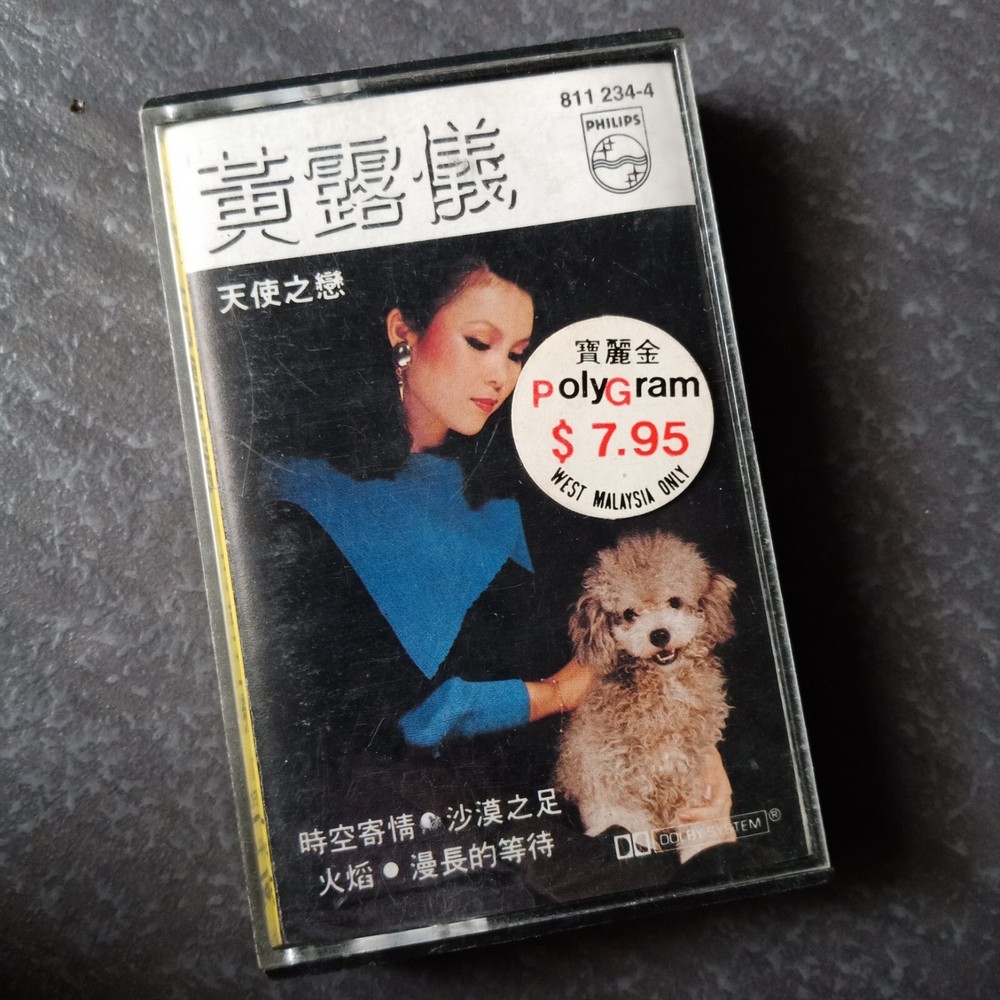 811 234-4
PHILIPS
黃露儀
天使之戀
寶麗金
PolyGram
$ 7.95
WEST MALAYSIA ONLY
時空寄情●沙漠之足
火焰●漫長的等待
DOLBY SYSTEM®